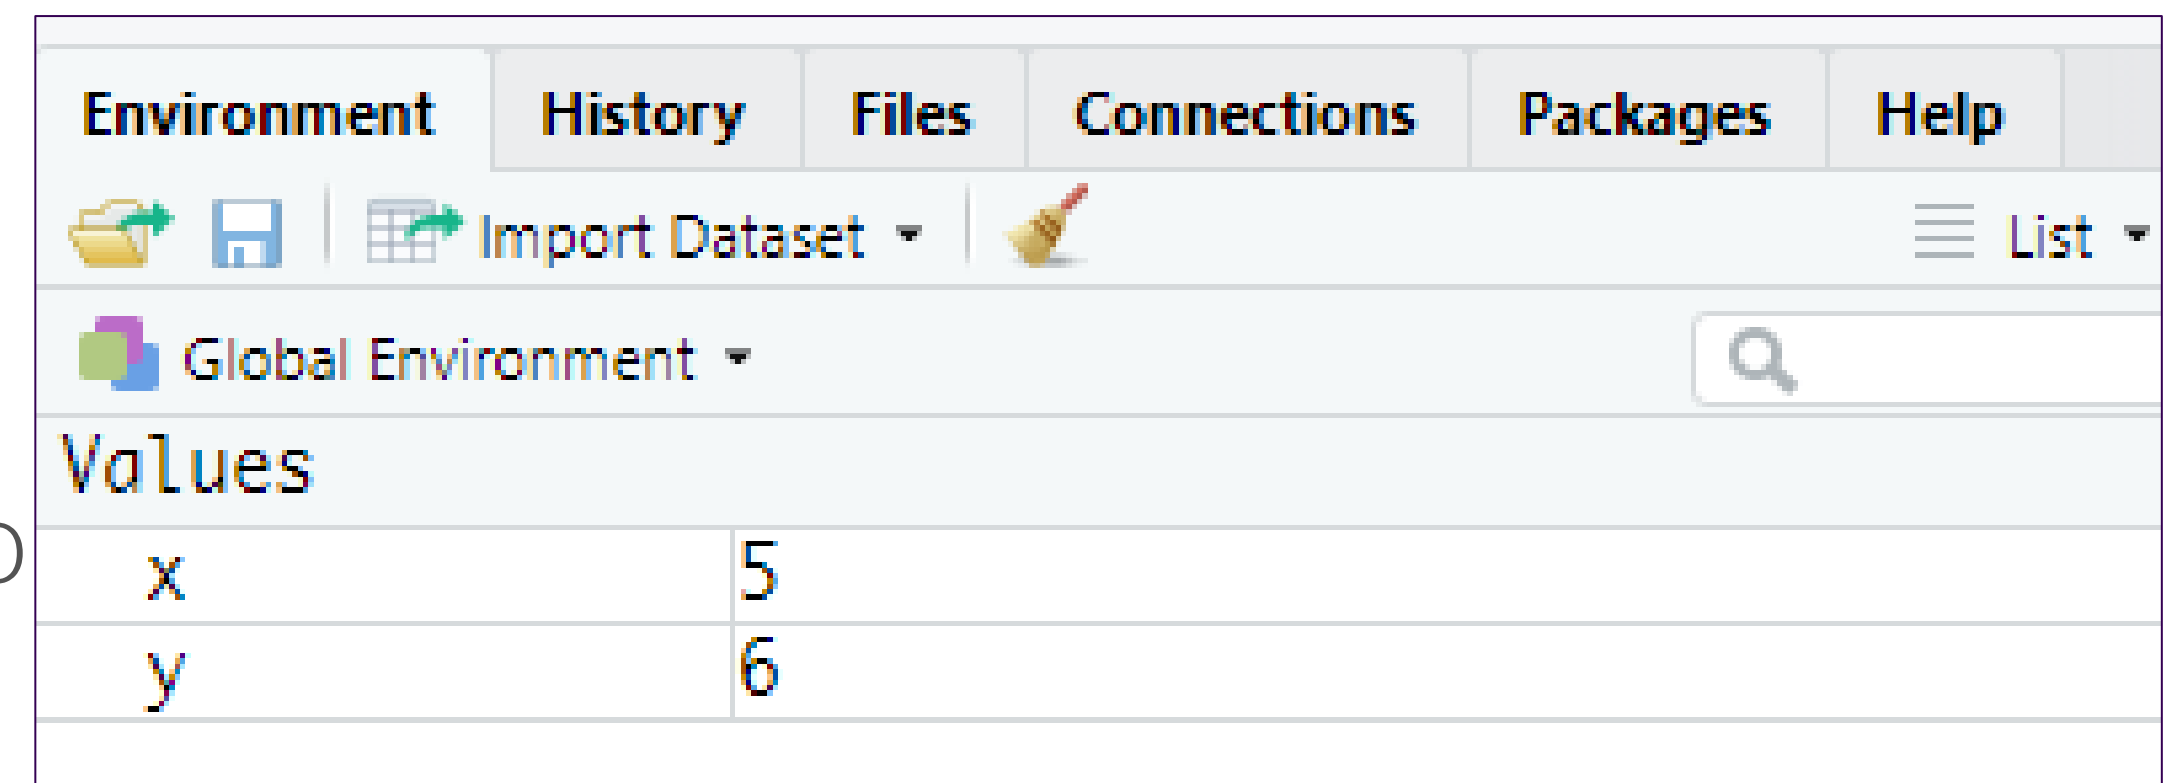 Environment History Files Connections Packages Help
Import Dataset List
Global Environment
Values
x 5
y 6